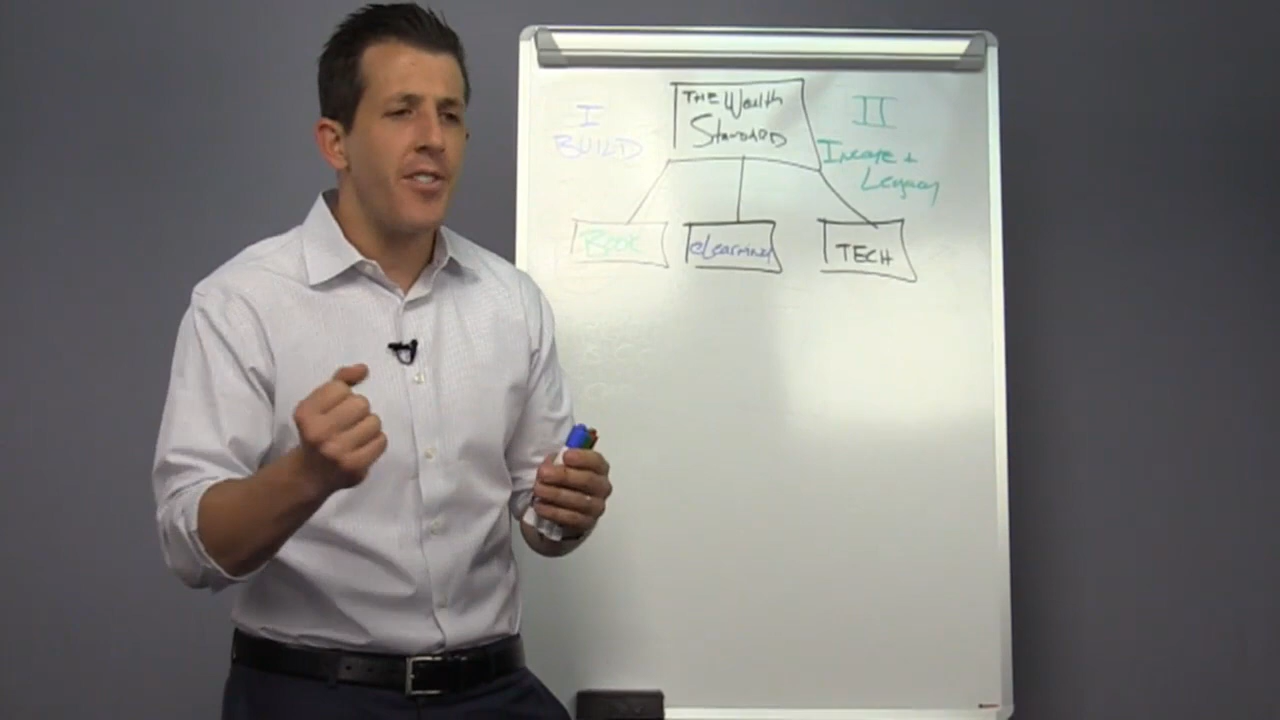 I
BUILD
THE Wealth
STANDARD
II
Income +
Legacy
BOOK
eLearning
TECH